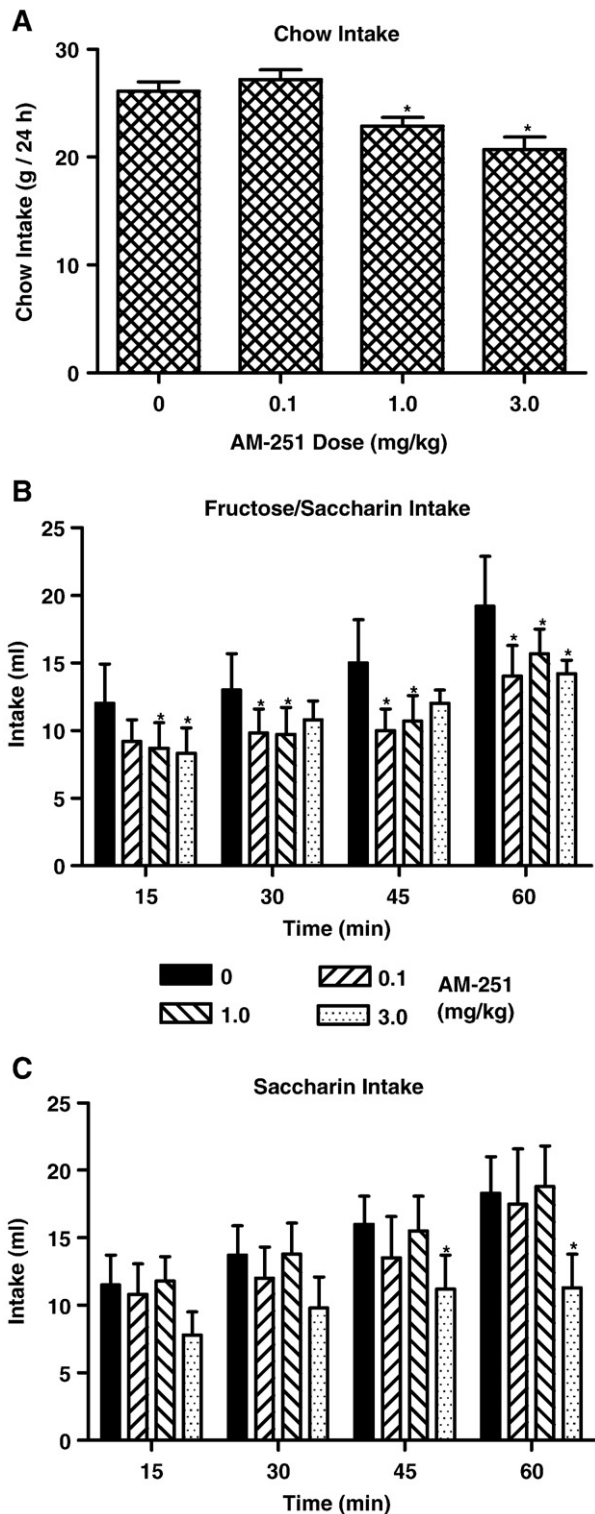 A
Chow Intake
Chow Intake (g / 24 h)
30
20
10
0
*
*
0 0.1 1.0 3.0
AM-251 Dose (mg/kg)
B
Fructose/Saccharin Intake
Intake (ml)
25
20
15
10
5
0
* *
* *
* *
* * *
15 30 45 60
Time (min)
0 0.1 AM-251
1.0 3.0 (mg/kg)
C
Saccharin Intake
Intake (ml)
25
20
15
10
5
0
*
*
15 30 45 60
Time (min)